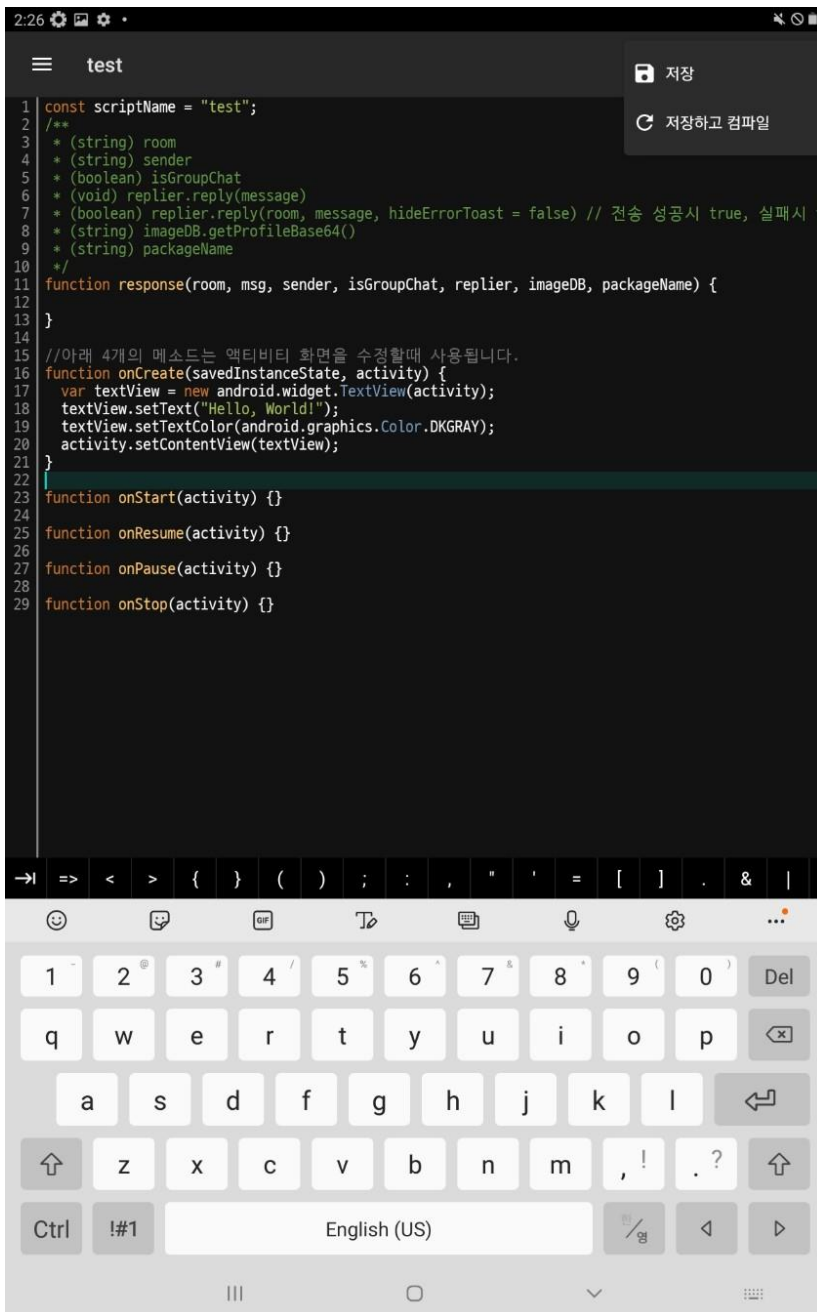 2:26
test
저장
저장하고 컴파일
1 const scriptName = "test";
2 /**
3  * (string) room
4  * (string) sender
5  * (boolean) isGroupChat
6  * (void) replier.reply(message)
7  * (boolean) replier.reply(room, message, hideErrorToast = false) // 전송 성공시 true, 실패시
8  * (string) imageDB.getProfileBase64()
9  * (string) packageName
10  */
11 function response(room, msg, sender, isGroupChat, replier, imageDB, packageName) {
12
13 }
14
15 //아래 4개의 메소드는 액티비티 화면을 수정할때 사용됩니다.
16 function onCreate(savedInstanceState, activity) {
17   var textView = new android.widget.TextView(activity);
18   textView.setText("Hello, World!");
19   textView.setTextColor(android.graphics.Color.DKGRAY);
20   activity.setContentView(textView);
21 }
22
23 function onStart(activity) {}
24
25 function onResume(activity) {}
26
27 function onPause(activity) {}
28
29 function onStop(activity) {}
=> < > { } ( ) ; : , " ' = [ ] . & |
GIF
1 2 @ 3 # 4 / 5 % 6 ^ 7 & 8 * 9 ( 0 ) Del
q w e r t y u i o p
a s d f g h j k l
z x c v b n m , ! . ?
Ctrl !#1 English (US) 한/영